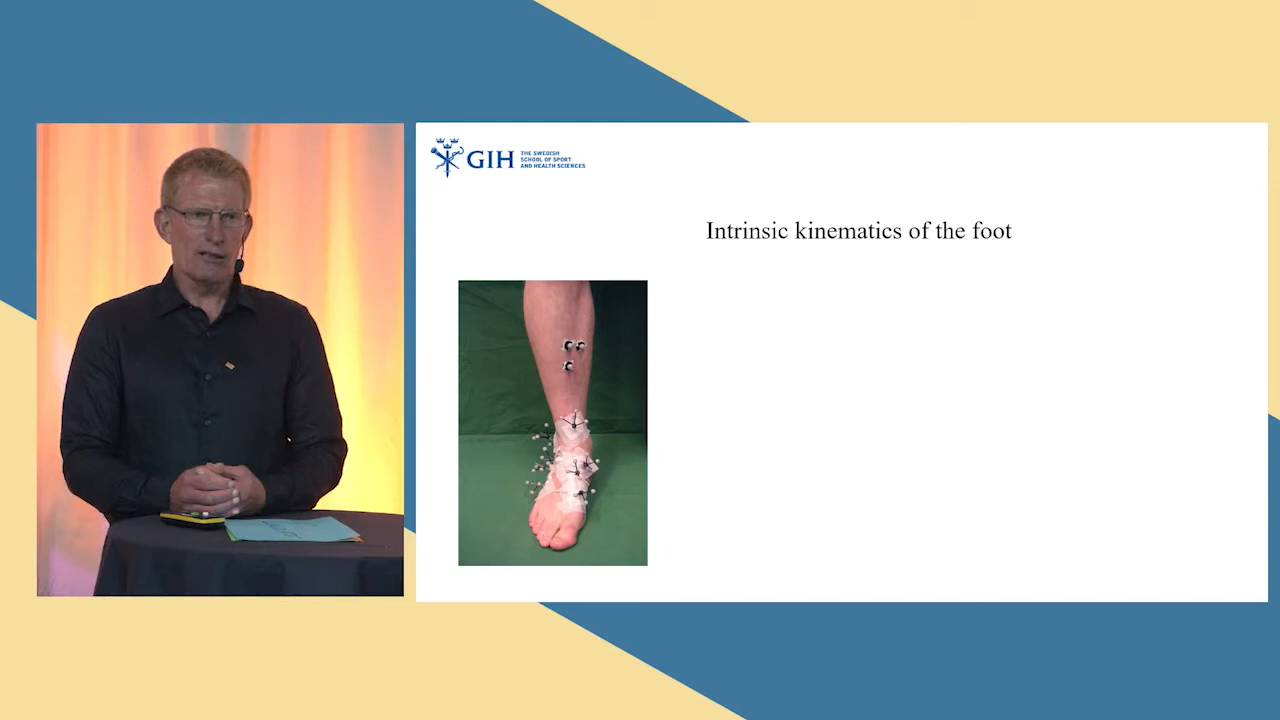 GIH
THE SWEDISH
SCHOOL OF SPORT
AND HEALTH SCIENCES
Intrinsic kinematics of the foot